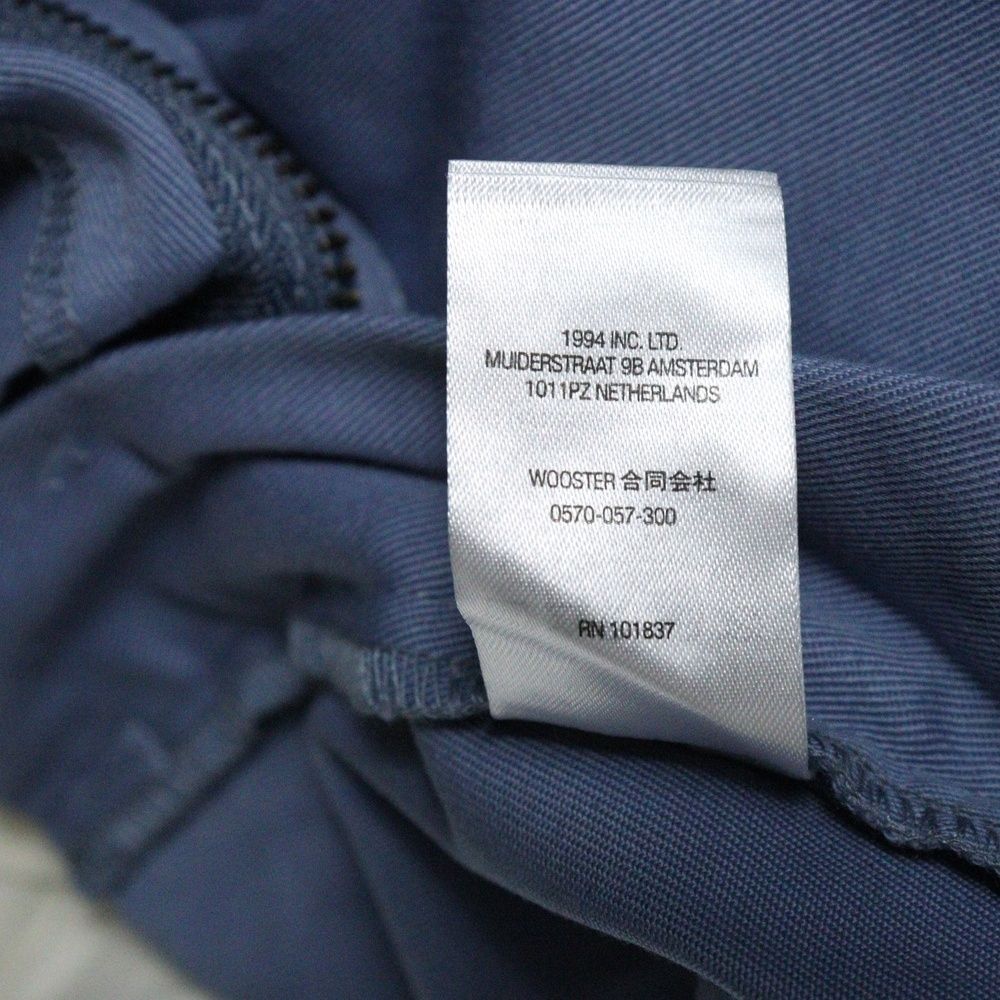 1994 INC. LTD
MUIDERSTRAAT 9B AMSTERDAM
1011PZ NETHERLANDS
WOOSTER 合同会社
0570-057-300
RN 101837